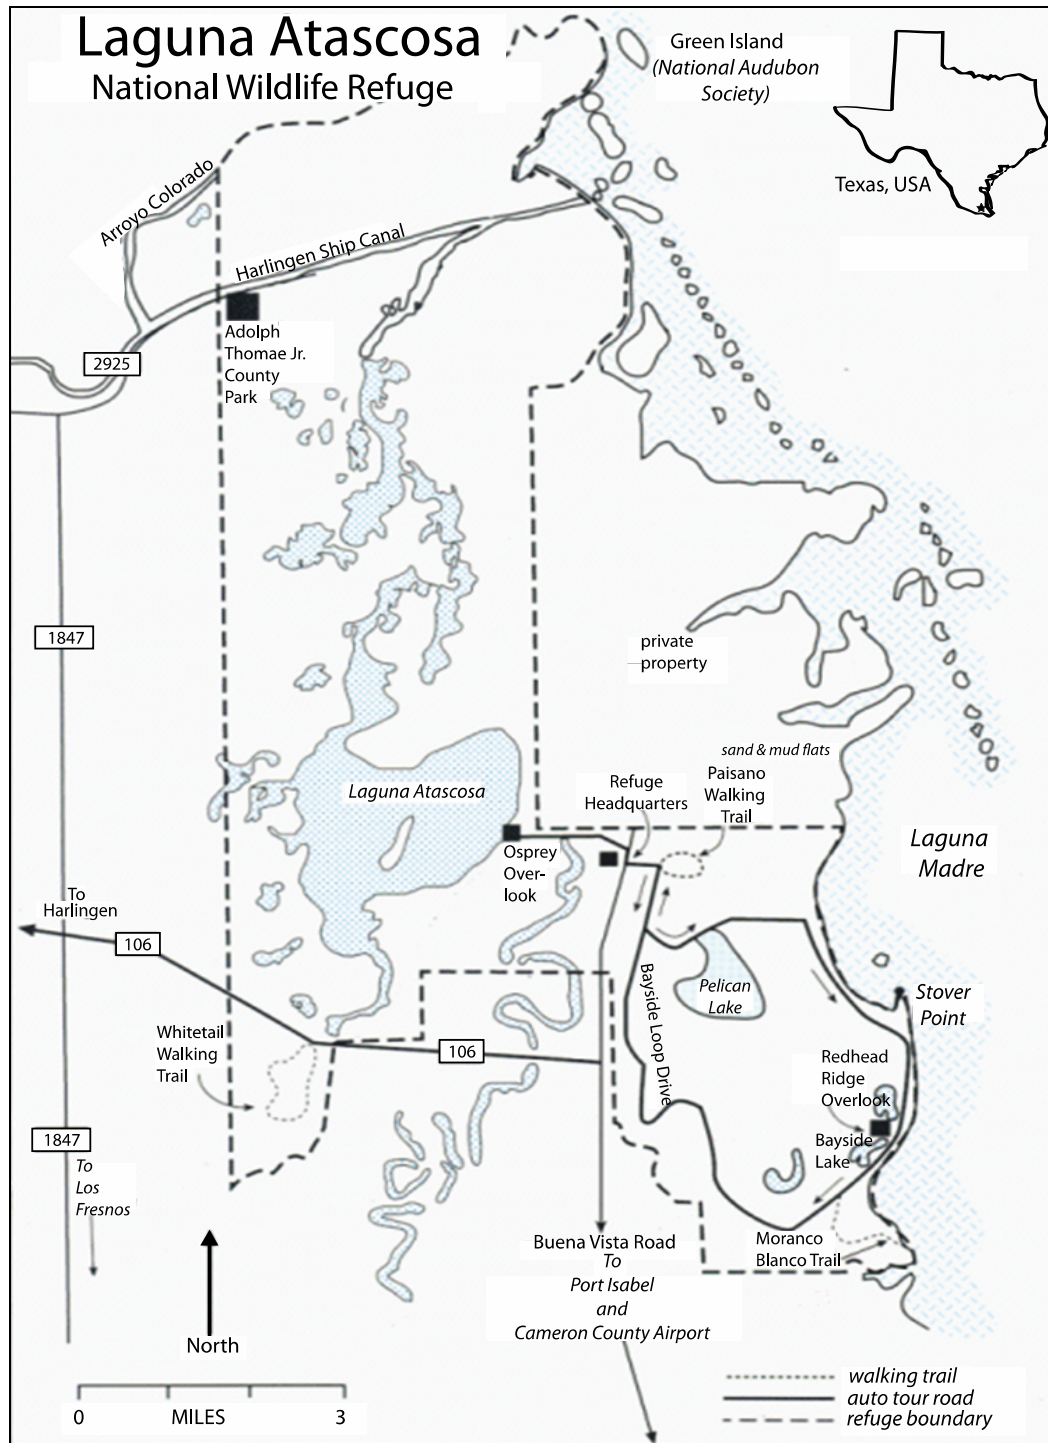 Laguna Atascosa
National Wildlife Refuge
Green Island
(National Audubon
Society)
Texas, USA
Arroyo Colorado
Harlingen Ship Canal
Adolph
Thomae Jr.
County
Park
2925
1847
private
property
sand & mud flats
Laguna Atascosa
Refuge
Headquarters
Paisano
Walking
Trail
Osprey
Over-
look
Laguna
Madre
To
Harlingen
106
Bayside Loop Drive
Pelican
Lake
Stover
Point
Whitetail
Walking
Trail
106
Redhead
Ridge
Overlook
1847
Bayside
Lake
To
Los
Fresnos
Moranco
Blanco Trail
Buena Vista Road
To
Port Isabel
and
Cameron County Airport
North
0 MILES 3
walking trail
auto tour road
refuge boundary